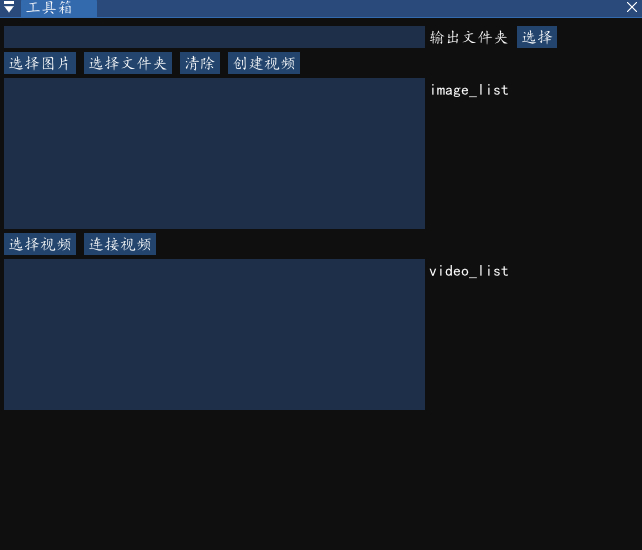 工具箱
输出文件夹 选择
选择图片 选择文件夹 清除 创建视频
image_list
选择视频 连接视频
video_list